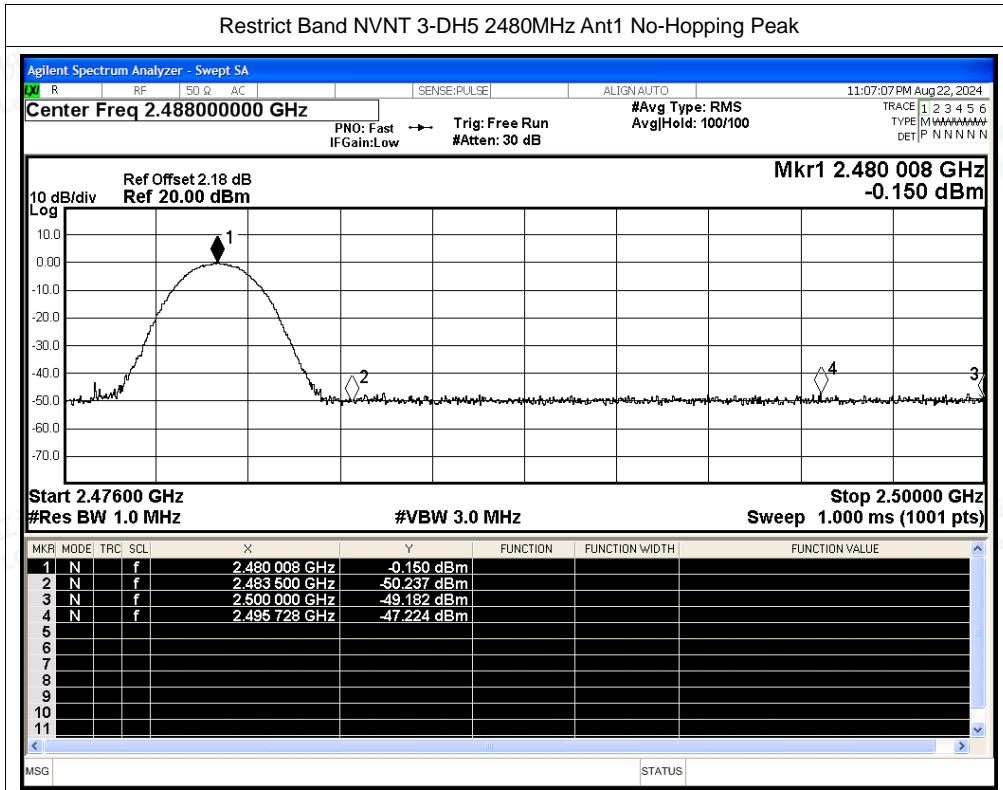 Restrict Band NVNT 3-DH5 2480MHz Ant1 No-Hopping Peak
Agilent Spectrum Analyzer - Swept SA
LXI R RF 50 Ω AC SENSE:PULSE ALIGN AUTO 11:07:07 PM Aug 22, 2024
Center Freq 2.488000000 GHz #Avg Type: RMS TRACE 1 2 3 4 5 6
PNO: Fast Trig: Free Run Avg|Hold: 100/100 TYPE M WWWWW
IFGain:Low #Atten: 30 dB DET P N N N N N
Mkr1 2.480 008 GHz
Ref Offset 2.18 dB -0.150 dBm
10 dB/div Ref 20.00 dBm
Log
10.0
1
0.00
-10.0
-20.0
-30.0
-40.0
2 4 3
-50.0
-60.0
-70.0
Start 2.47600 GHz Stop 2.50000 GHz
#Res BW 1.0 MHz #VBW 3.0 MHz Sweep 1.000 ms (1001 pts)
MKR MODE TRC SCL X Y FUNCTION FUNCTION WIDTH FUNCTION VALUE
1 N f 2.480 008 GHz -0.150 dBm
2 N f 2.483 500 GHz -50.237 dBm
3 N f 2.500 000 GHz -49.182 dBm
4 N f 2.495 728 GHz -47.224 dBm
5
6
7
8
9
10
11
MSG STATUS